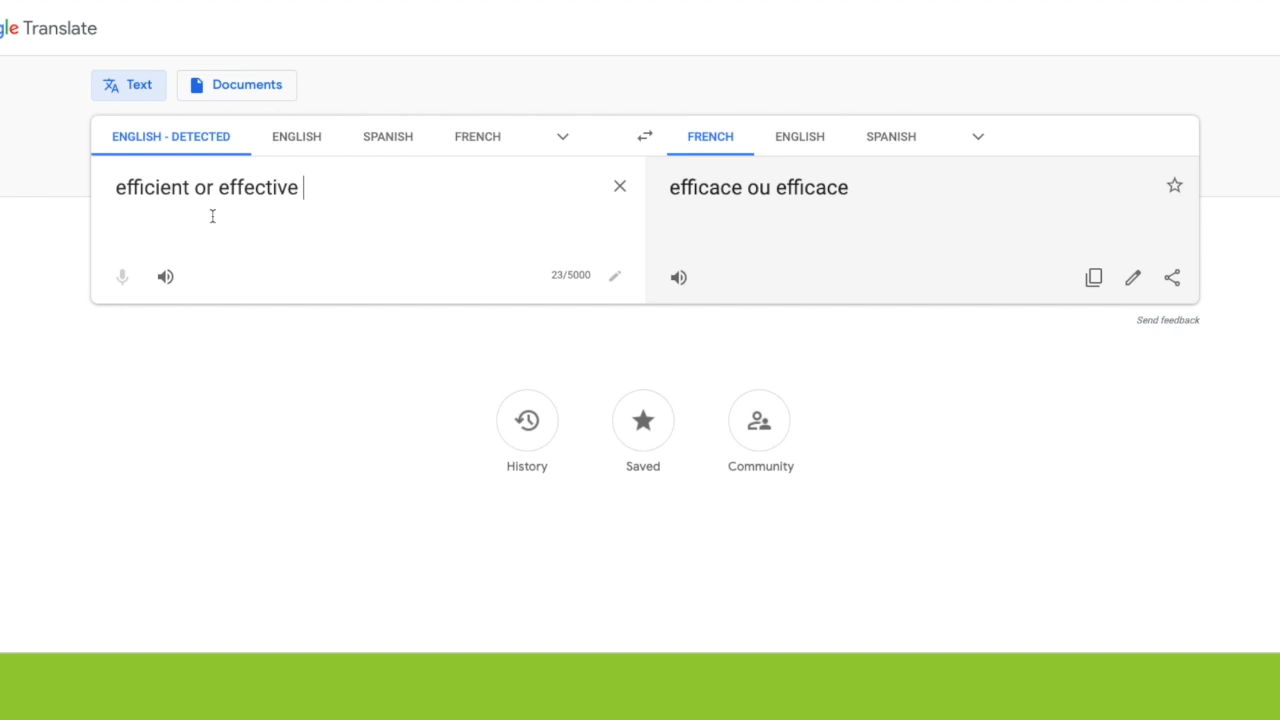 gle Translate
Text
Documents
ENGLISH - DETECTED ENGLISH SPANISH FRENCH
FRENCH ENGLISH SPANISH
efficient or effective
efficace ou efficace
23/5000
Send feedback
History
Saved
Community